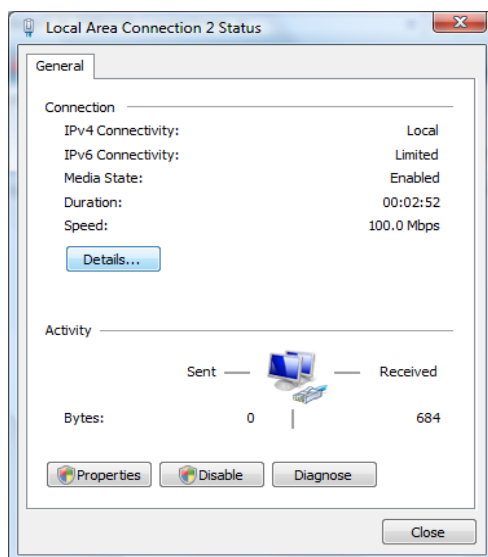 Local Area Connection 2 Status
General
Connection
IPv4 Connectivity: Local
IPv6 Connectivity: Limited
Media State: Enabled
Duration: 00:02:52
Speed: 100.0 Mbps
Details...
Activity
Sent Received
Bytes: 0 684
Properties Disable Diagnose
Close